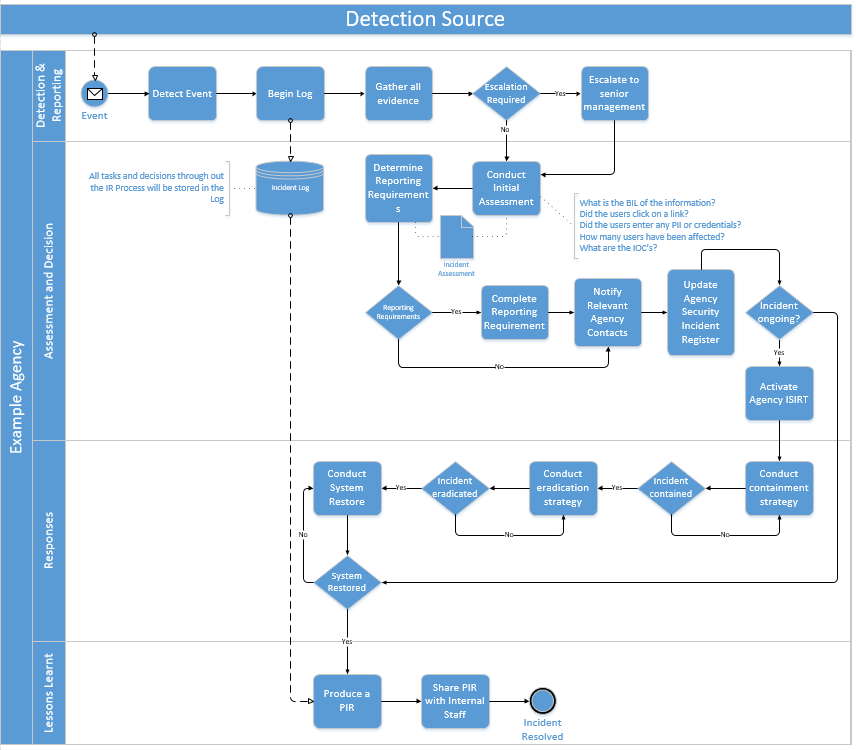 Detection Source
Example Agency
Detection &
Reporting
Event
Detect Event
Begin Log
Gather all
evidence
Escalation
Required
Yes
Escalate to
senior
management
No
Assessment and Decision
All tasks and decisions through out
the IR Process will be stored in the
Log
Incident Log
Determine
Reporting
Requirement
s
Conduct
Initial
Assessment
What is the BIL of the information?
Did the users click on a link?
Did the users enter any PII or credentials?
How many users have been affected?
What are the IOC's?
Incident
Assessment
Reporting
Requirements
Yes
Complete
Reporting
Requirement
Notify
Relevant
Agency
Contacts
Update
Agency
Security
Incident
Register
Incident
ongoing?
No
Yes
Activate
Agency ISIRT
Responses
Conduct
System
Restore
Yes
Incident
eradicated
Conduct
eradication
strategy
Yes
Incident
contained
Conduct
containment
strategy
No
No
No
System
Restored
Yes
Lessons Learnt
Produce a
PIR
Share PIR
with Internal
Staff
Incident
Resolved